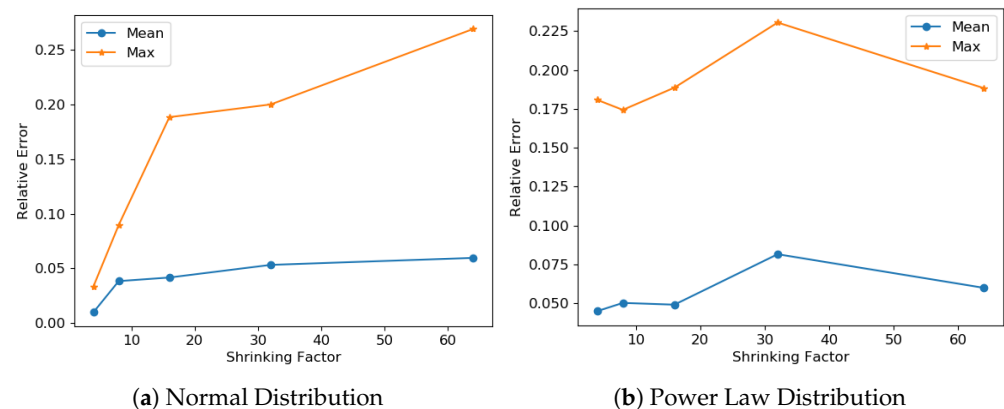 Mean
Max
0.25
0.20
0.15
0.10
0.05
0.00
Relative Error
10 20 30 40 50 60
Shrinking Factor
(a) Normal Distribution
Mean
Max
0.225
0.200
0.175
0.150
0.125
0.100
0.075
0.050
Relative Error
10 20 30 40 50 60
Shrinking Factor
(b) Power Law Distribution